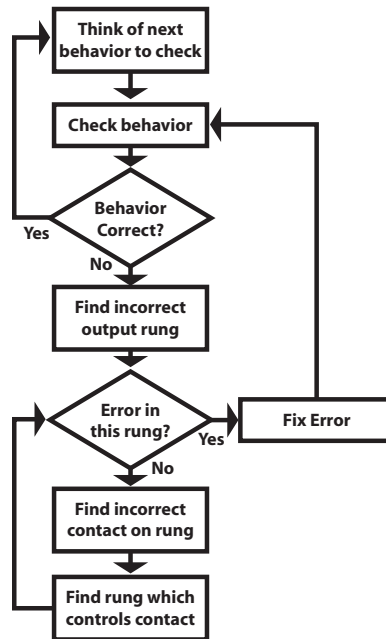 Think of next
behavior to check
Check behavior
Behavior
Correct?
Yes
No
Find incorrect
output rung
Error in
this rung?
Yes
Fix Error
No
Find incorrect
contact on rung
Find rung which
controls contact